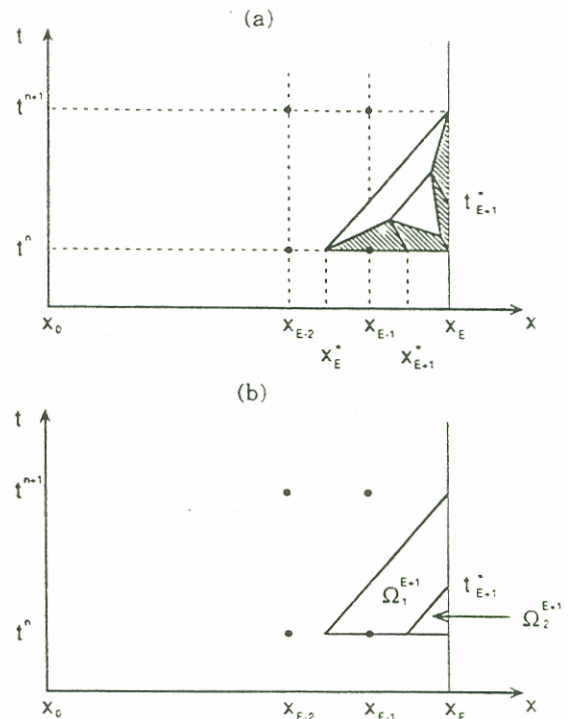 (a)
t
t^{n+1}
t^*_{E+1}
t^n
x_0 x_{E-2} x_{E-1} x_E x
x^*_E x^*_{E+1}
(b)
t
t^{n+1}
Ω_1^{E+1} t^*_{E+1}
Ω_2^{E+1}
t^n
x_0 x_{E-2} x_{E-1} x_E x